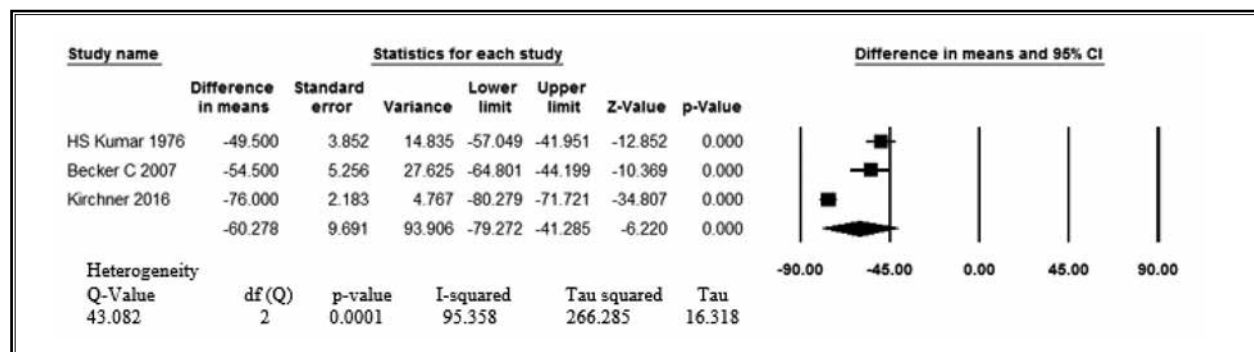 Study name Statistics for each study Difference in means and 95% CI
Difference Standard Lower Upper
in means error Variance limit limit Z-Value p-Value
HS Kumar 1976 -49.500 3.852 14.835 -57.049 -41.951 -12.852 0.000
Becker C 2007 -54.500 5.256 27.625 -64.801 -44.199 -10.369 0.000
Kirchner 2016 -76.000 2.183 4.767 -80.279 -71.721 -34.807 0.000
-60.278 9.691 93.906 -79.272 -41.285 -6.220 0.000
-90.00 -45.00 0.00 45.00 90.00
Heterogeneity
Q-Value df (Q) p-value I-squared Tau squared Tau
43.082 2 0.0001 95.358 266.285 16.318